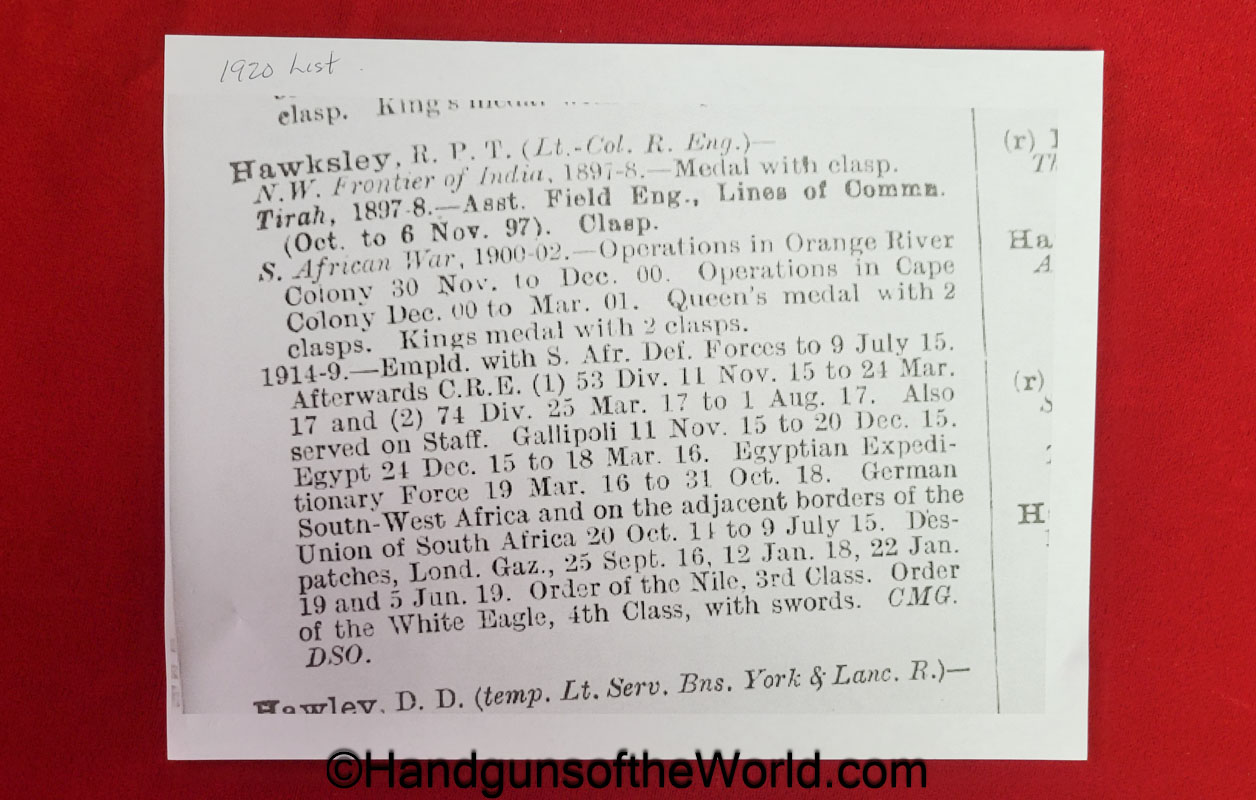 1920 List
clasp. King's
Hawksley, R. P. T. (Lt.-Col. R. Eng.)—
N.W. Frontier of India, 1897-8.—Medal with clasp.
Tirah, 1897-8.—Asst. Field Eng., Lines of Commn.
(Oct. to 6 Nov. 97). Clasp.
S. African War, 1900-02.—Operations in Orange River
Colony 30 Nov. to Dec. 00. Operations in Cape
Colony Dec. 00 to Mar. 01. Queen's medal with 2
clasps. Kings medal with 2 clasps.
1914-9.—Empld. with S. Afr. Def. Forces to 9 July 15.
Afterwards C.R.E. (1) 53 Div. 11 Nov. 15 to 24 Mar.
17 and (2) 74 Div. 25 Mar. 17 to 1 Aug. 17. Also
served on Staff. Gallipoli 11 Nov. 15 to 20 Dec. 15.
Egypt 24 Dec. 15 to 18 Mar. 16. Egyptian Expedi-
tionary Force 19 Mar. 16 to 31 Oct. 18. German
South-West Africa and on the adjacent borders of the
Union of South Africa 20 Oct. 14 to 9 July 15. Des-
patches, Lond. Gaz., 25 Sept. 16, 12 Jan. 18, 22 Jan.
19 and 5 Jun. 19. Order of the Nile, 3rd Class. Order
of the White Eagle, 4th Class, with swords. CMG.
DSO.
Hawley, D. D. (temp. Lt. Serv. Bns. York & Lanc. R.)—
(r)
Th
Ha
A
(r)
S
H
©HandgunsoftheWorld.com